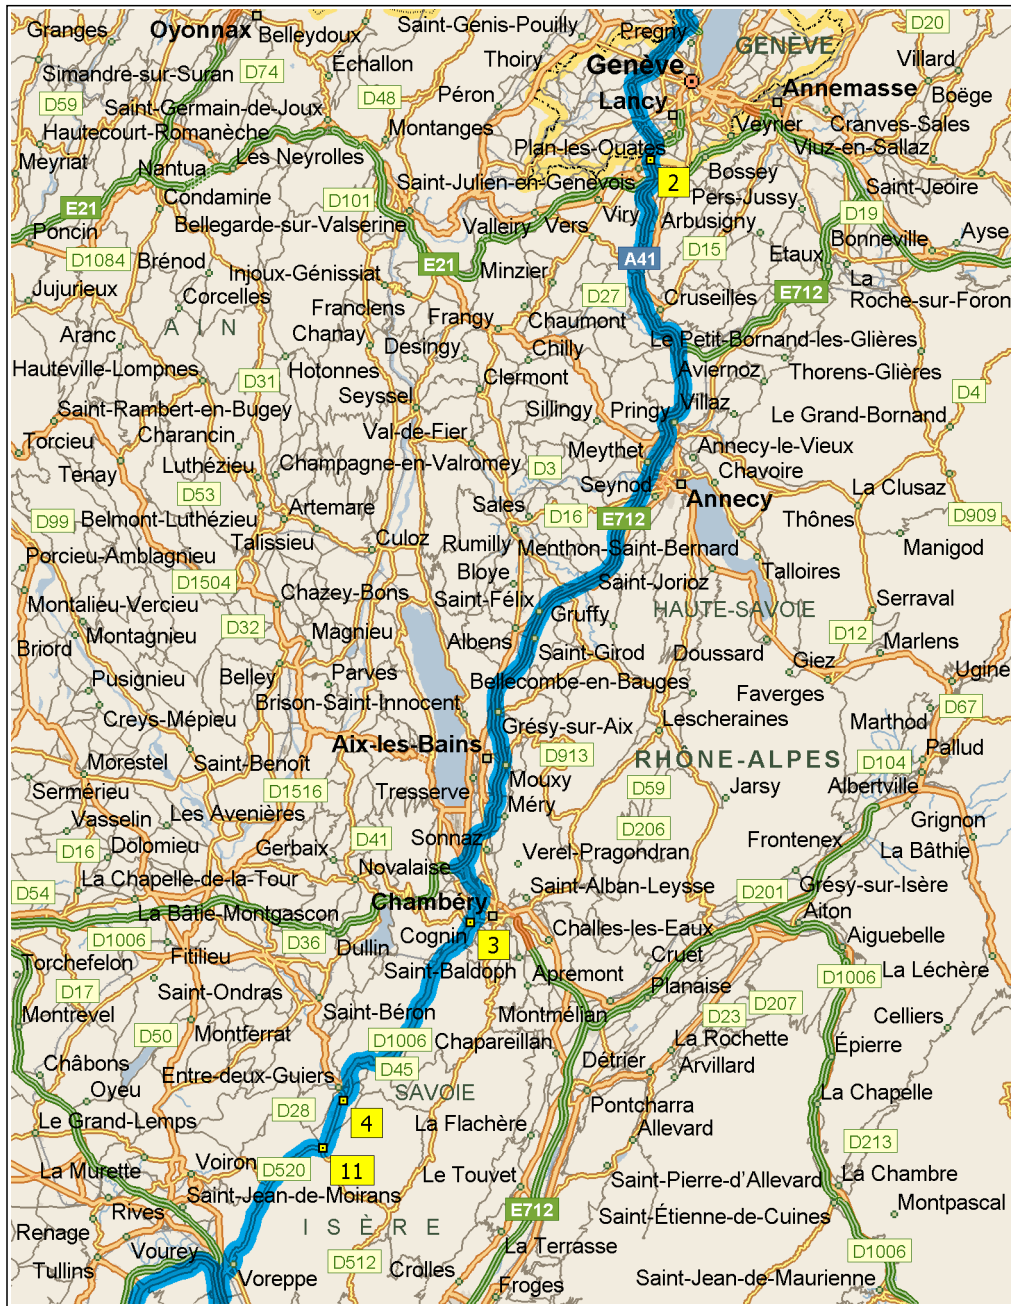 Granges
Oyonnax
Belleydoux
Saint-Genis-Pouilly
Pregny
D20
GENÈVE
Simandre-sur-Suran
D74
Échallon
Thoiry
Genève
Villard
D59
Saint-Germain-de-Joux
D48
Péron
Lancy
Annemasse
Boëge
Hautecourt-Romanèche
Montanges
Veyrier
Cranves-Sales
Meyriat
Nantua
Les Neyrolles
Plan-les-Ouates
Viuz-en-Sallaz
E21
Condamine
D101
Saint-Julien-en-Genevois
2
Bossey
Saint-Jeoire
Poncin
Bellegarde-sur-Valserine
Valleiry
Vers
Viry
Pers-Jussy
Arbusigny
D19
D1084
Brénod
E21
Minzier
A41
D15
Etaux
Bonneville
Ayse
Jujurieux
Injoux-Génissiat
Corcelles
Franclens
D27
Cruseilles
E712
La
Roche-sur-Foron
Aranc
AIN
Chanay
Frangy
Chaumont
Desingy
Chilly
Le Petit-Bornand-les-Glières
Hauteville-Lompnes
D31
Hotonnes
Clermont
Aviernoz
Thorens-Glières
D4
Saint-Rambert-en-Bugey
Seyssel
Sillingy
Pringy
Villaz
Le Grand-Bornand
Torcieu
Charancin
Val-de-Fier
Meythet
Annecy-le-Vieux
Tenay
Luthézieu
Champagne-en-Valromey
D3
Seynod
Chavoire
D53
Artemare
Sales
D16
E712
Annecy
La Clusaz
D99
Belmont-Luthézieu
Talissieu
Culoz
Rumilly
Menthon-Saint-Bernard
Thônes
D909
Porcieu-Amblagnieu
D1504
Bloye
Manigod
Montalieu-Vercieu
Chazey-Bons
Saint-Félix
Saint-Jorioz
Talloires
Gruffy
HAUTE-SAVOIE
Serraval
Briord
Montagnieu
D32
Magnieu
Albens
Saint-Girod
Doussard
D12
Marlens
Pusignieu
Belley
Parves
Bellecombe-en-Bauges
Giez
Ugine
Creys-Mépieu
Brison-Saint-Innocent
Grésy-sur-Aix
Lescheraines
Faverges
D67
Morestel
Saint-Benoît
Aix-les-Bains
D913
RHÔNE-ALPES
Marthod
Pallud
D104
Sermérieu
D1516
Tresserve
Mouxy
D59
Jarsy
Albertville
Vasselin
Les Avenières
Méry
Grignon
D16
Dolomieu
Gerbaix
D41
Sonnaz
D206
Frontenex
La Bâthie
Novalaise
Verel-Pragondran
D54
La Chapelle-de-la-Tour
Saint-Alban-Leysse
D201
Grésy-sur-Isère
La Bâtie-Montgascon
Chambéry
Aiton
D1006
D36
Dullin
Cognin
3
Challes-les-Eaux
Aiguebelle
Torchefelon
Fitilieu
Saint-Baldoph
Apremont
Cruet
D1006
La Léchère
D17
Saint-Ondras
Planaise
D207
Montrevel
Saint-Béron
Montmélian
D23
Celliers
D50
Montferrat
D1006
Chapareillan
La Rochette
Châbons
D45
Détrier
Arvillard
Épierre
Oyeu
Entre-deux-Guiers
SAVOIE
La Chapelle
Le Grand-Lemps
D28
4
La Flachère
Pontcharra
Allevard
D213
La Murette
Voiron
D520
11
Le Touvet
Saint-Pierre-d'Allevard
La Chambre
Saint-Jean-de-Moirans
Rives
E712
Saint-Étienne-de-Cuines
Montpascal
Renage
Vourey
ISÈRE
La Terrasse
Tullins
Voreppe
D512
Crolles
Froges
D1006
Saint-Jean-de-Maurienne